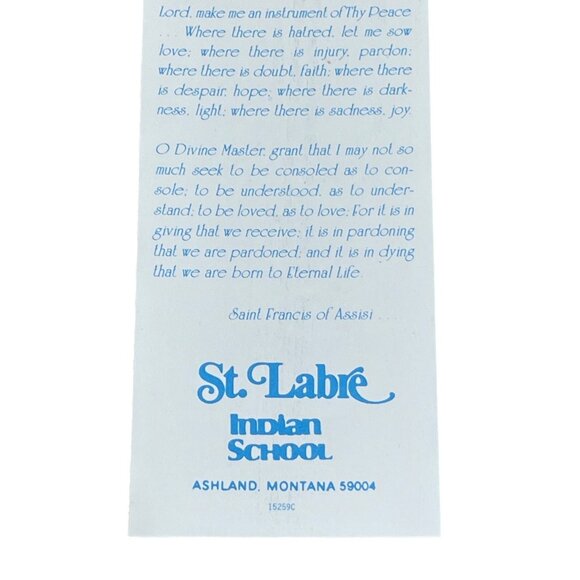 Lord, make me an instrument of Thy Peace
. . . Where there is hatred, let me sow
love; where there is injury, pardon;
where there is doubt, faith; where there
is despair, hope; where there is dark-
ness, light; where there is sadness, joy.
O Divine Master, grant that I may not so
much seek to be consoled as to con-
sole; to be understood, as to under-
stand; to be loved, as to love; For it is in
giving that we receive; it is in pardoning
that we are pardoned; and it is in dying
that we are born to Eternal Life.
Saint Francis of Assisi . . . .
St. Labre
Indian
SCHOOL
ASHLAND, MONTANA 59004
15259C